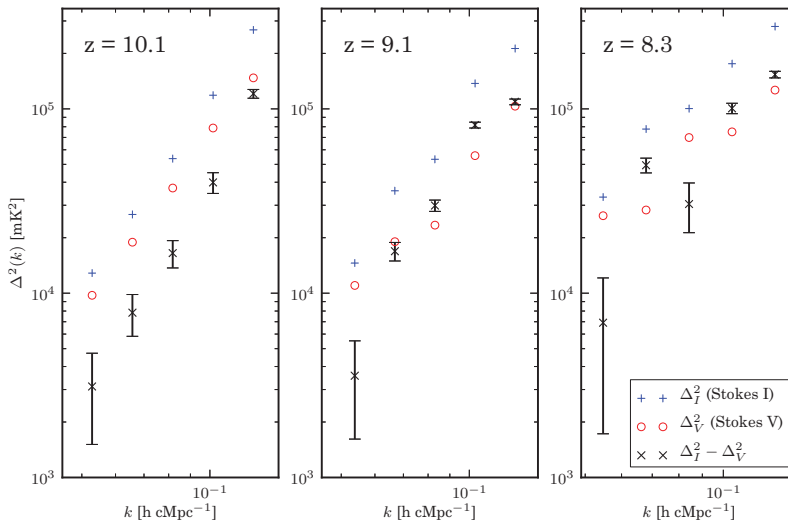 z = 10.1
z = 9.1
z = 8.3
Δ²(k) [mK²]
10⁵
10⁴
10³
10⁵
10⁴
10³
10⁵
10⁴
10³
10⁻¹
10⁻¹
10⁻¹
k [h cMpc⁻¹]
k [h cMpc⁻¹]
k [h cMpc⁻¹]
Δ²_I (Stokes I)
Δ²_V (Stokes V)
Δ²_I − Δ²_V